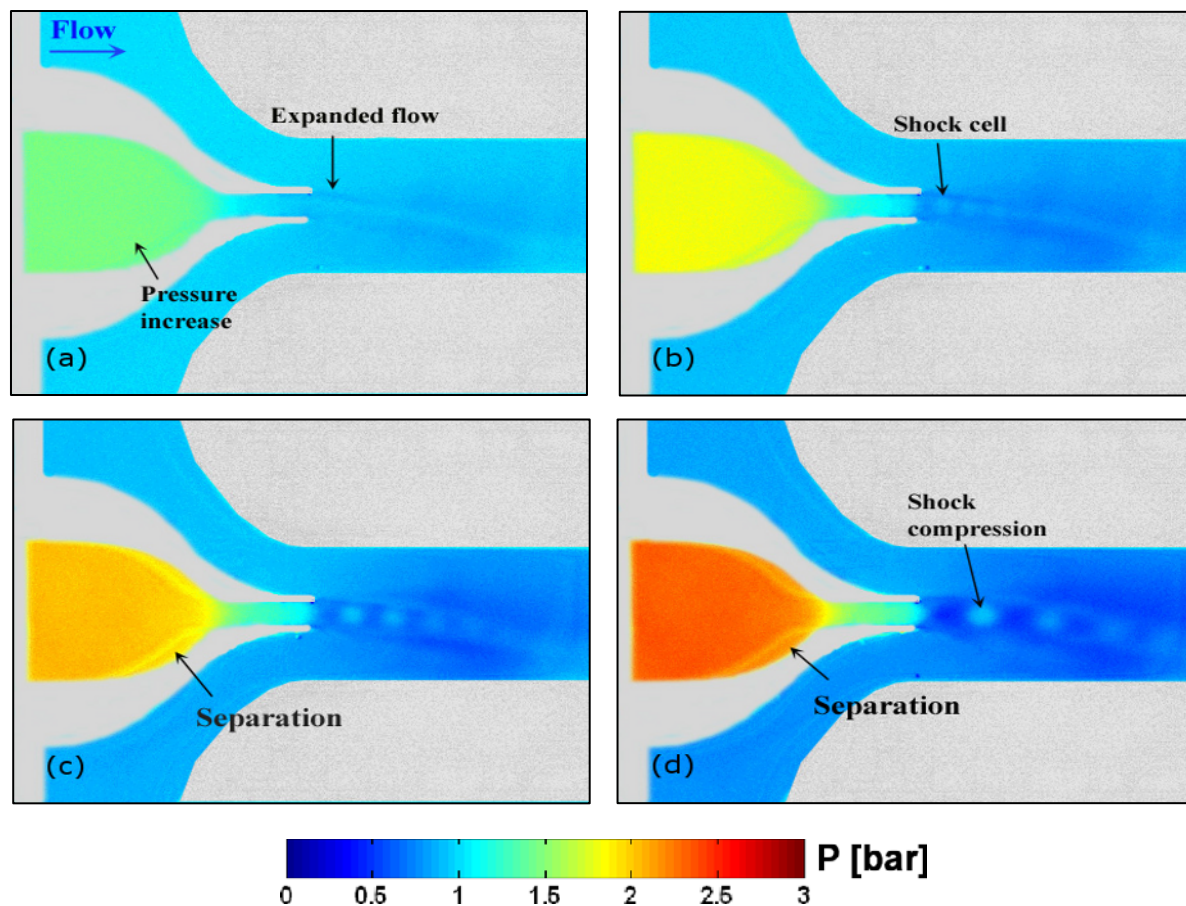 Flow
Expanded flow
Pressure
increase
(a)
Shock cell
(b)
Separation
(c)
Shock
compression
Separation
(d)
P [bar]
0 0.5 1 1.5 2 2.5 3